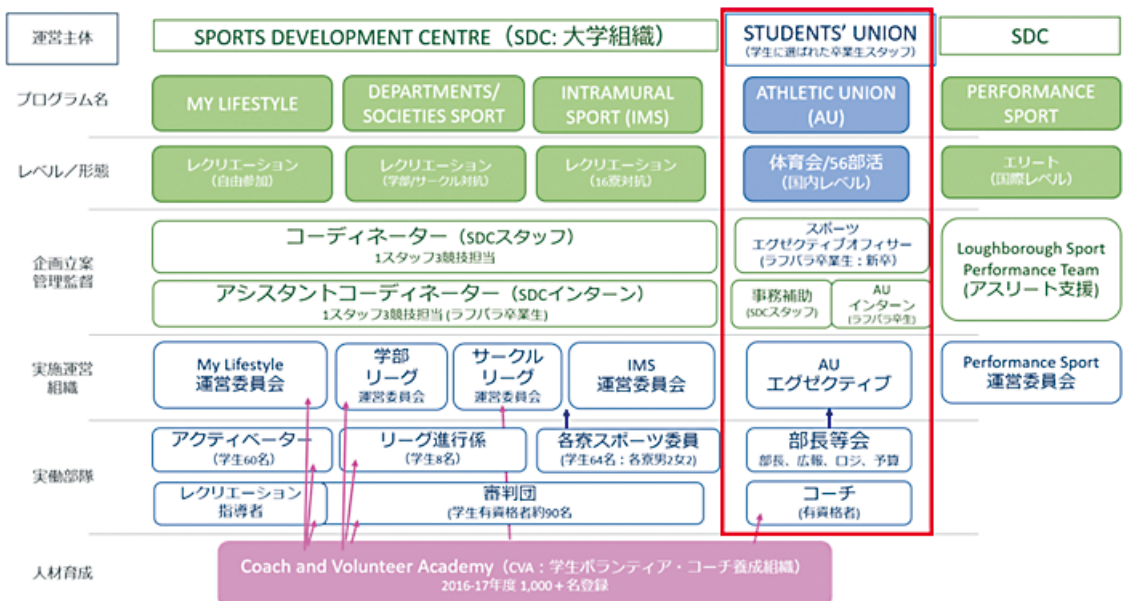 運営主体
SPORTS DEVELOPMENT CENTRE（SDC: 大学組織）
STUDENTS' UNION
（学生に選ばれた卒業生スタッフ）
SDC
プログラム名
MY LIFESTYLE
DEPARTMENTS/
SOCIETIES SPORT
INTRAMURAL
SPORT (IMS)
ATHLETIC UNION
(AU)
PERFORMANCE
SPORT
レベル／形態
レクリエーション
（自由参加）
レクリエーション
（学部/サークル対抗）
レクリエーション
（16寮対抗）
体育会/56部活
（国内レベル）
エリート
（国際レベル）
企画立案
管理監督
コーディネーター（SDCスタッフ）
1スタッフ3競技担当
アシスタントコーディネーター（SDCインターン）
1スタッフ3競技担当 (ラフバラ卒業生)
スポーツ
エグゼクティブオフィサー
(ラフバラ卒業生：新卒）
事務補助
(SDCスタッフ)
AU
インターン
(ラフバラ卒生)
Loughborough Sport
Performance Team
(アスリート支援)
実施運営
組織
My Lifestyle
運営委員会
学部
リーグ
運営委員会
サークル
リーグ
運営委員会
IMS
運営委員会
AU
エグゼクティブ
Performance Sport
運営委員会
実働部隊
アクティベーター
（学生60名）
リーグ進行係
（学生8名）
各寮スポーツ委員
(学生64名：各寮男2女2)
部長等会
部長、広報、ロジ、予算
レクリエーション
指導者
審判団
(学生有資格者約90名
コーチ
（有資格者）
人材育成
Coach and Volunteer Academy（CVA：学生ボランティア・コーチ養成組織）
2016-17年度 1,000＋名登録